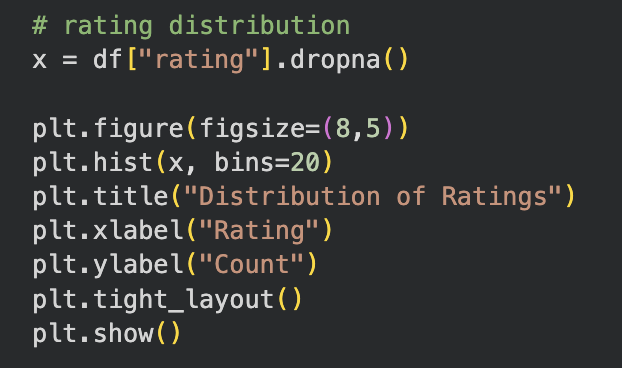 # rating distribution
x = df["rating"].dropna()
plt.figure(figsize=(8,5))
plt.hist(x, bins=20)
plt.title("Distribution of Ratings")
plt.xlabel("Rating")
plt.ylabel("Count")
plt.tight_layout()
plt.show()